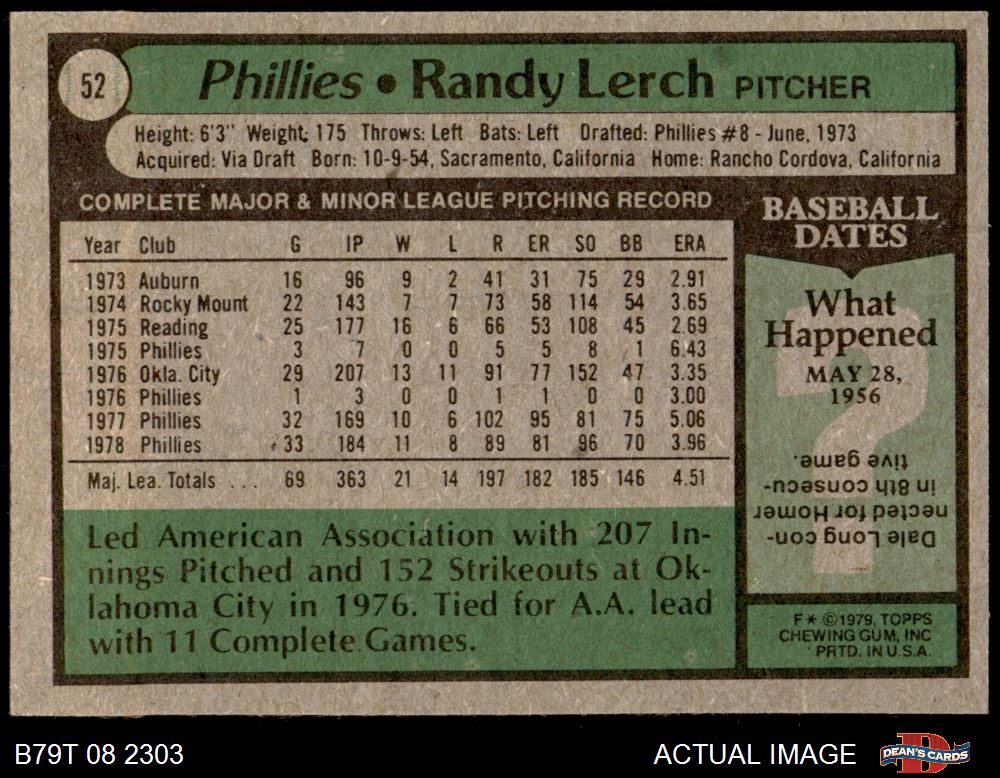 52
Phillies • Randy Lerch PITCHER
Height: 6'3" Weight: 175 Throws: Left Bats: Left Drafted: Phillies #8 - June, 1973
Acquired: Via Draft Born: 10-9-54, Sacramento, California Home: Rancho Cordova, California
COMPLETE MAJOR & MINOR LEAGUE PITCHING RECORD
Year Club G IP W L R ER SO BB ERA
1973 Auburn 16 96 9 2 41 31 75 29 2.91
1974 Rocky Mount 22 143 7 7 73 58 114 54 3.65
1975 Reading 25 177 16 6 66 53 108 45 2.69
1975 Phillies 3 7 0 0 5 5 8 1 6.43
1976 Okla. City 29 207 13 11 91 77 152 47 3.35
1976 Phillies 1 3 0 0 1 1 0 0 3.00
1977 Phillies 32 169 10 6 102 95 81 75 5.06
1978 Phillies 33 184 11 8 89 81 96 70 3.96
Maj. Lea. Totals . . . 69 363 21 14 197 182 185 146 4.51
Led American Association with 207 In-
nings Pitched and 152 Strikeouts at Ok-
lahoma City in 1976. Tied for A.A. lead
with 11 Complete Games.
BASEBALL
DATES
What
Happened
MAY 28,
1956
Dale Long con-
nected for Homer
in 8th consecu-
tive game.
F* ©1979, TOPPS
CHEWING GUM, INC
PRTD. IN U.S.A.
B79T 08 2303
ACTUAL IMAGE
DEAN'S CARDS